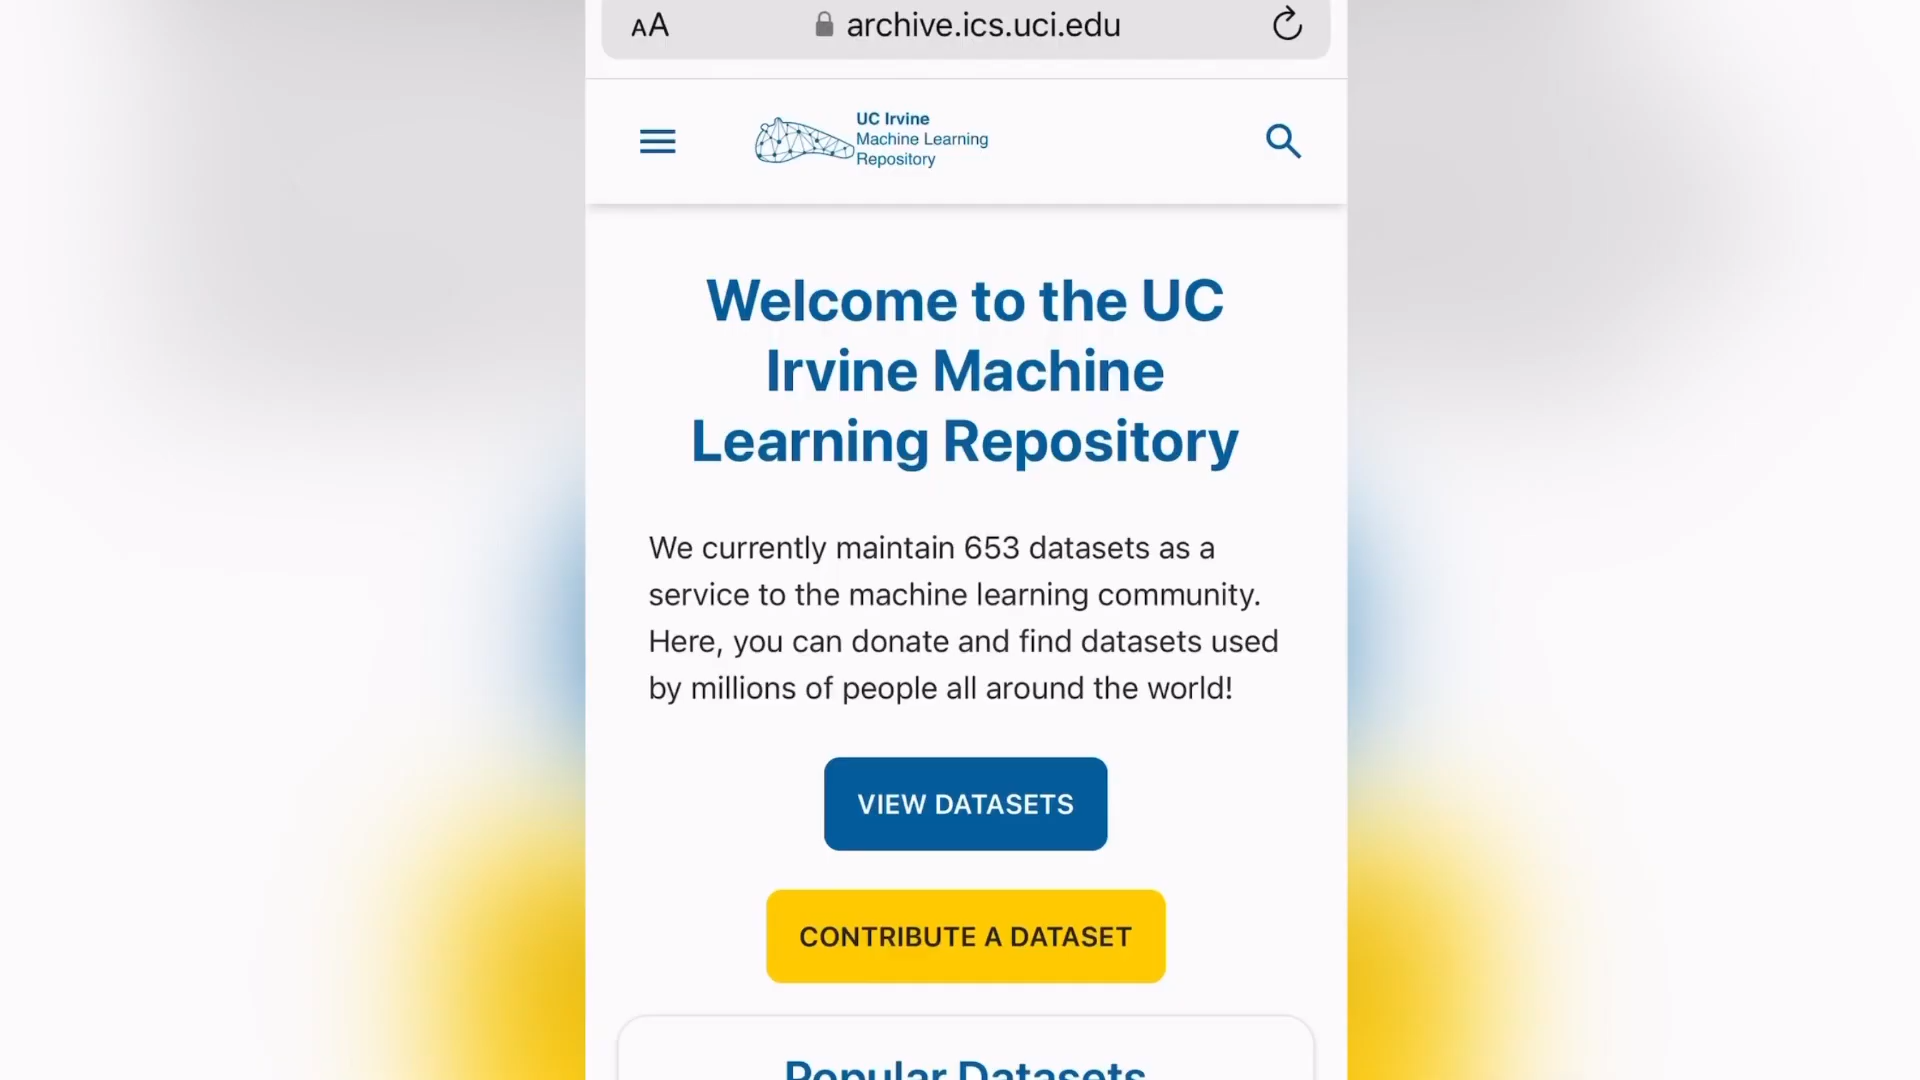 AA archive.ics.uci.edu
UC Irvine
Machine Learning
Repository
Welcome to the UC
Irvine Machine
Learning Repository
We currently maintain 653 datasets as a
service to the machine learning community.
Here, you can donate and find datasets used
by millions of people all around the world!
VIEW DATASETS
CONTRIBUTE A DATASET
Popular Datasets